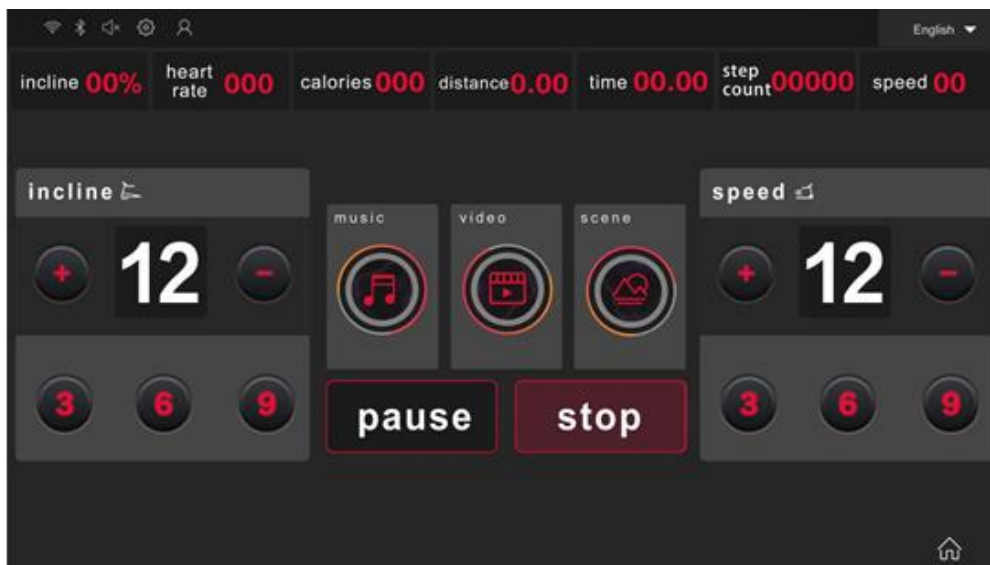 English
incline 00%
heart rate 000
calories 000
distance 0.00
time 00.00
step count 00000
speed 00
incline
+ 12 -
3 6 9
music
video
scene
pause
stop
speed
+ 12 -
3 6 9